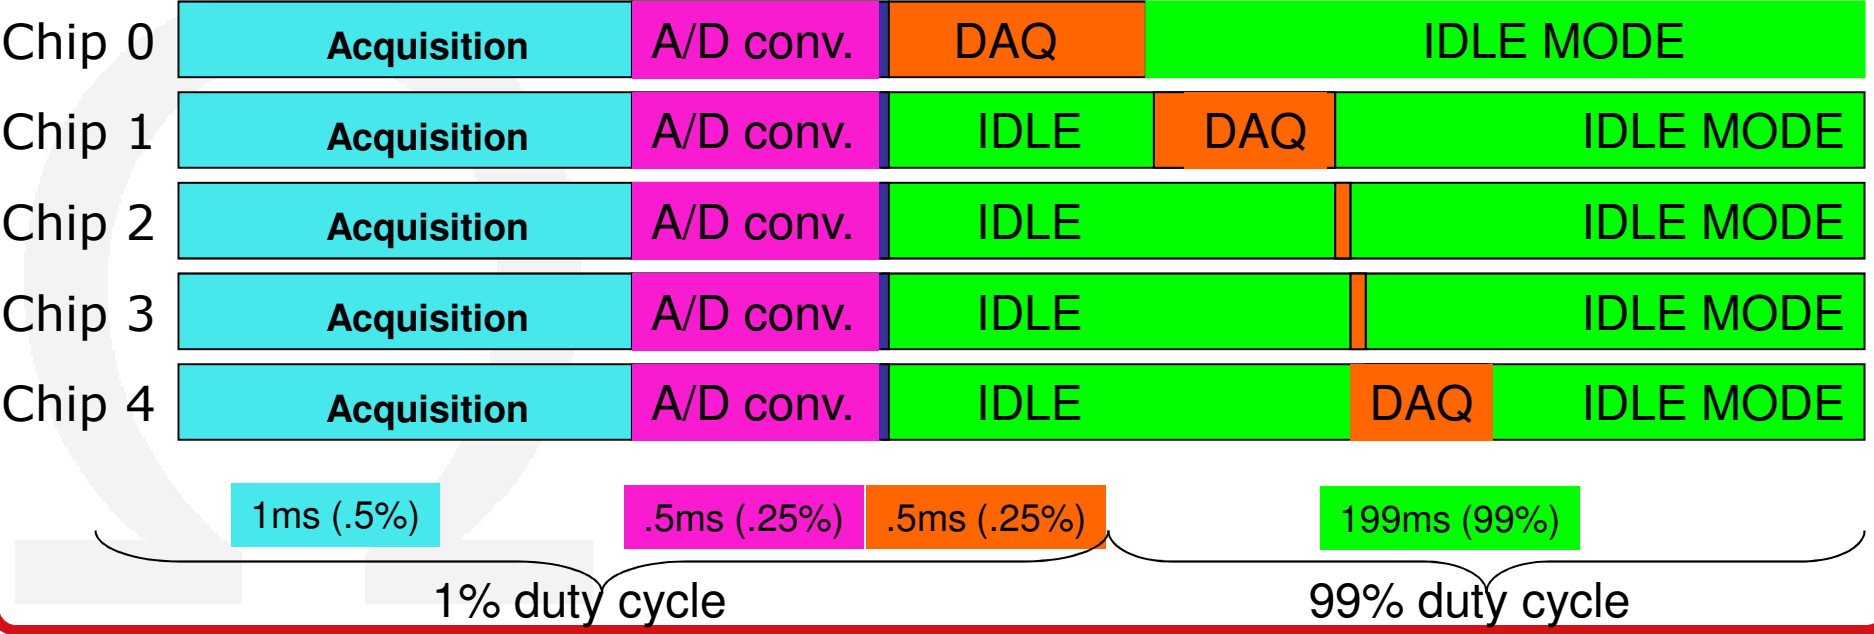 Chip 0 Acquisition A/D conv. DAQ IDLE MODE
Chip 1 Acquisition A/D conv. IDLE DAQ IDLE MODE
Chip 2 Acquisition A/D conv. IDLE IDLE MODE
Chip 3 Acquisition A/D conv. IDLE IDLE MODE
Chip 4 Acquisition A/D conv. IDLE DAQ IDLE MODE
1ms (.5%) .5ms (.25%) .5ms (.25%) 199ms (99%)
1% duty cycle 99% duty cycle